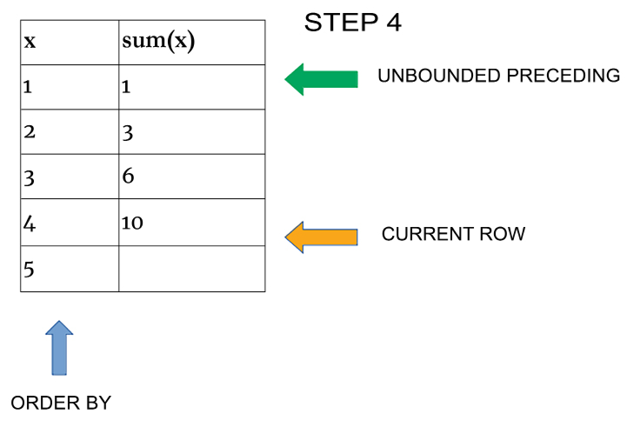 STEP 4
x sum(x)
1 1
2 3
3 6
4 10
5
UNBOUNDED PRECEDING
CURRENT ROW
ORDER BY